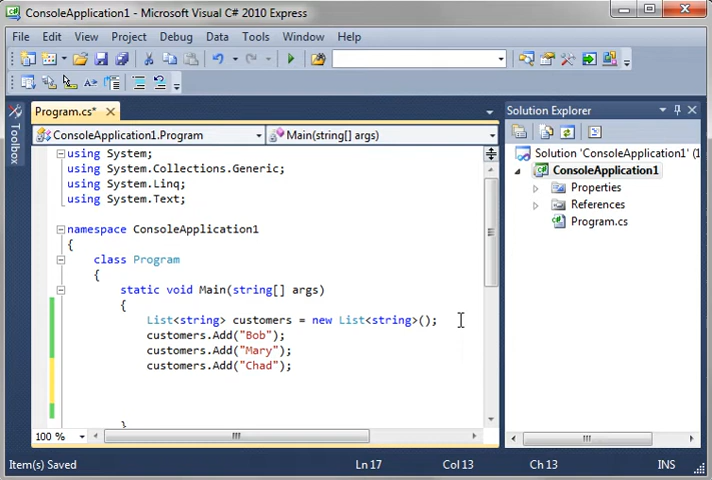 ConsoleApplication1 - Microsoft Visual C# 2010 Express
File Edit View Project Debug Data Tools Window Help
Program.cs* X
Solution Explorer
ConsoleApplication1.Program
Main(string[] args)
Toolbox
using System;
using System.Collections.Generic;
using System.Linq;
using System.Text;
namespace ConsoleApplication1
{
class Program
{
static void Main(string[] args)
{
List<string> customers = new List<string>();
customers.Add("Bob");
customers.Add("Mary");
customers.Add("Chad");
}
Solution 'ConsoleApplication1' (1
ConsoleApplication1
Properties
References
Program.cs
100 %
Item(s) Saved
Ln 17
Col 13
Ch 13
INS